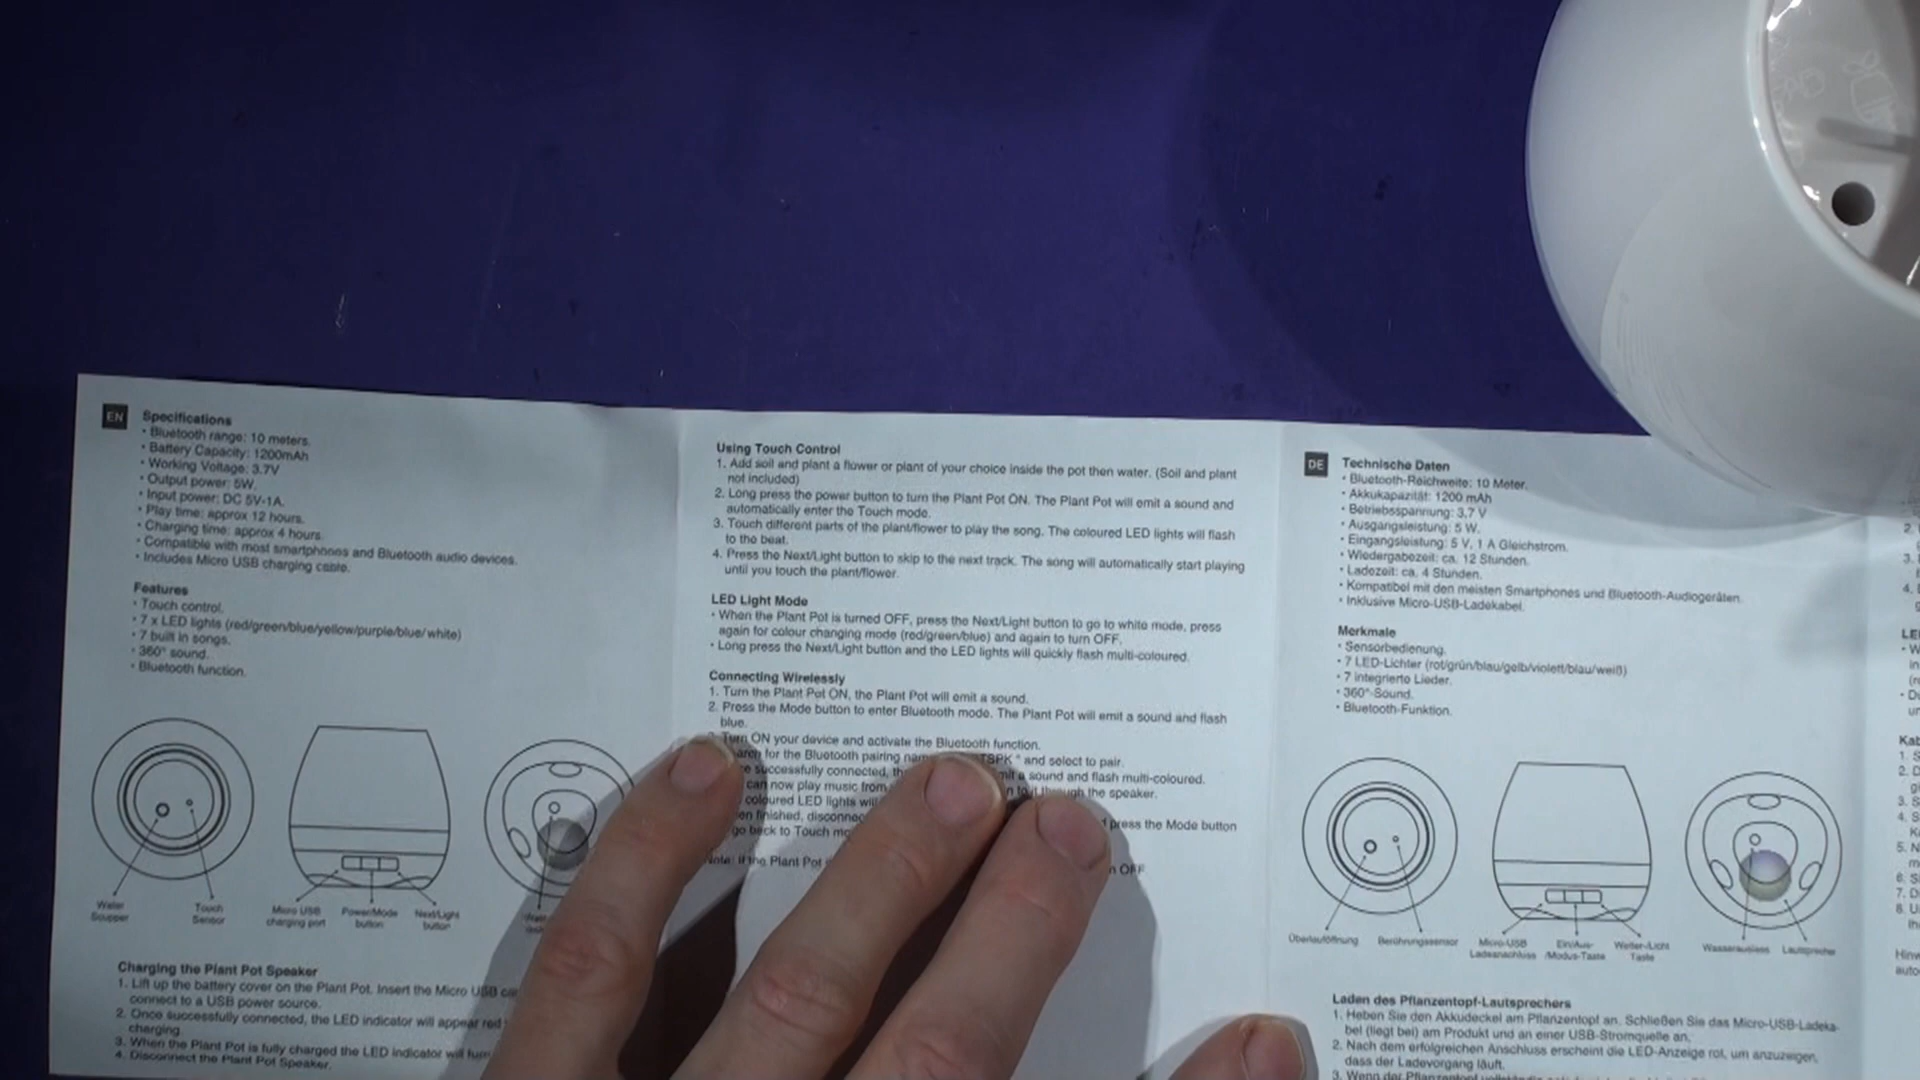 EN
Specifications
• Bluetooth range: 10 meters.
• Battery Capacity: 1200mAh
• Working Voltage: 3.7V
• Output power: 5W.
• Input power: DC 5V-1A.
• Play time: approx 12 hours.
• Charging time: approx 4 hours.
• Compatible with most smartphones and Bluetooth audio devices.
• Includes Micro USB charging cable.
Features
• Touch control.
• 7 x LED lights (red/green/blue/yellow/purple/blue/white)
• 7 built in songs.
• 360° sound.
• Bluetooth function.
Water
Stopper
Touch
Sensor
Micro USB
charging port
Power/Mode
button
Next/Light
button
Charging the Plant Pot Speaker
1. Lift up the battery cover on the Plant Pot. Insert the Micro USB
connect to a USB power source.
2. Once successfully connected, the LED indicator will appear red
charging.
3. When the Plant Pot is fully charged the LED indicator will
4. Disconnect the Plant Pot Speaker.
Using Touch Control
1. Add soil and plant a flower or plant of your choice inside the pot then water. (Soil and plant
not included)
2. Long press the power button to turn the Plant Pot ON. The Plant Pot will emit a sound and
automatically enter the Touch mode.
3. Touch different parts of the plant/flower to play the song. The coloured LED lights will flash
to the beat.
4. Press the Next/Light button to skip to the next track. The song will automatically start playing
until you touch the plant/flower.
LED Light Mode
• When the Plant Pot is turned OFF, press the Next/Light button to go to white mode, press
again for colour changing mode (red/green/blue) and again to turn OFF.
• Long press the Next/Light button and the LED lights will quickly flash multi-coloured.
Connecting Wirelessly
1. Turn the Plant Pot ON, the Plant Pot will emit a sound.
2. Press the Mode button to enter Bluetooth mode. The Plant Pot will emit a sound and flash
blue.
Turn ON your device and activate the Bluetooth function.
for the Bluetooth pairing and select to pair.
successfully connected, a sound and flash multi-coloured.
can now play music from to it through the speaker.
coloured LED lights will
finished, press the Mode button
go back to Touch
Note: If the Plant Pot OFF
DE
Technische Daten
• Bluetooth-Reichweite: 10 Meter.
• Akkukapazität: 1200 mAh
• Betriebsspannung: 3,7 V
• Ausgangsleistung: 5 W.
• Eingangsleistung: 5 V, 1 A Gleichstrom.
• Wiedergabezeit: ca. 12 Stunden.
• Ladezeit: ca. 4 Stunden.
• Kompatibel mit den meisten Smartphones und Bluetooth-Audiogeräten.
• Inklusive Micro-USB-Ladekabel.
Merkmale
• Sensorbedienung.
• 7 LED-Lichter (rot/grün/blau/gelb/violett/blau/weiß)
• 7 integrierte Lieder.
• 360°-Sound.
• Bluetooth-Funktion.
Überlauföffnung
Berührungssensor
Micro-USB
Ladeanschluss
Ein/Aus-
/Modus-Taste
Weiter-/Licht
Taste
Wasserauslass
Lautsprecher
Laden des Pflanzentopf-Lautsprechers
1. Heben Sie den Akkudeckel am Pflanzentopf an. Schließen Sie das Micro-USB-Ladeka-
bel (liegt bei) am Produkt und an einer USB-Stromquelle an.
2. Nach dem erfolgreichen Anschluss erscheint die LED-Anzeige rot, um anzuzeigen,
dass der Ladevorgang läuft.
3. Wenn der Pflanzentopf